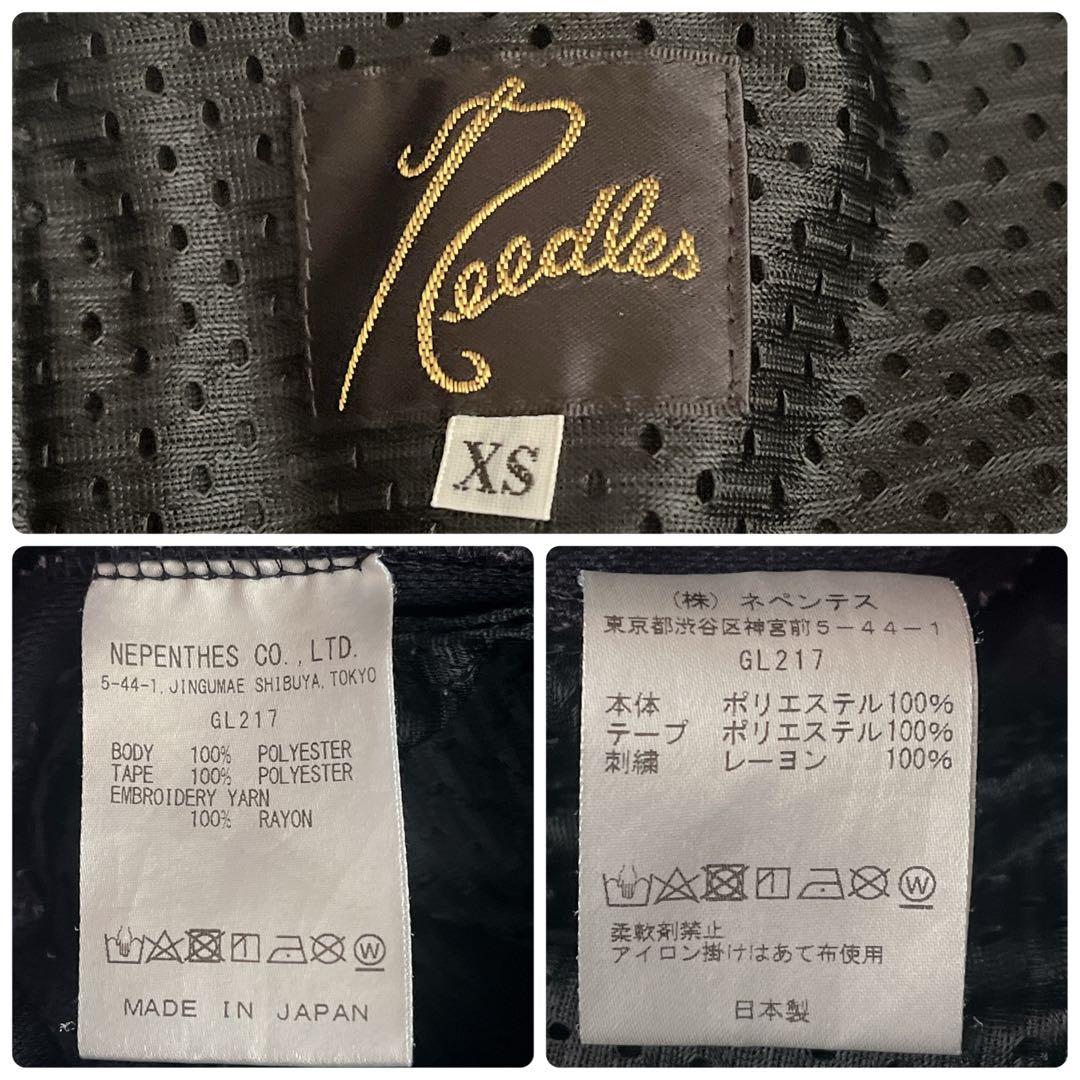 Needles
XS
NEPENTHES CO., LTD.
5-44-1, JINGUMAE SHIBUYA, TOKYO
GL217
BODY 100% POLYESTER
TAPE 100% POLYESTER
EMBROIDERY YARN
100% RAYON
W
MADE IN JAPAN
(株) ネペンテス
東京都渋谷区神宮前5-44-1
GL217
本体 ポリエステル100%
テープ ポリエステル100%
刺繍 レーヨン 100%
W
柔軟剤禁止
アイロン掛けはあて布使用
日本製